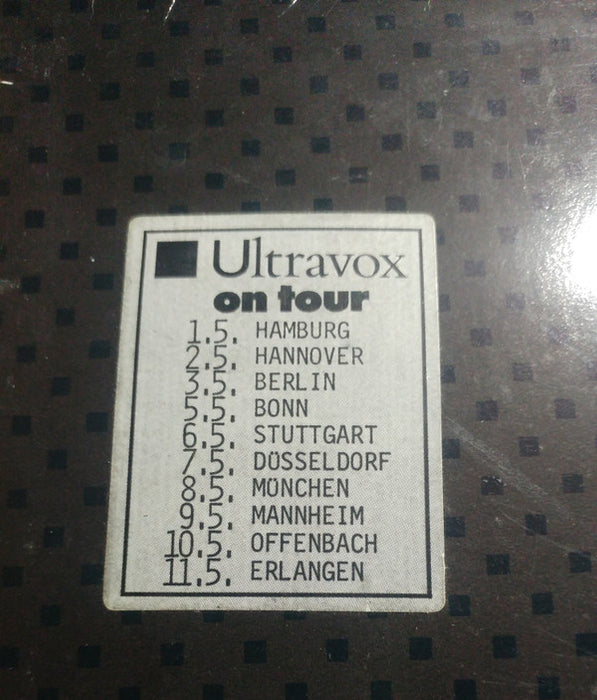 Ultravox
on tour
1.5. HAMBURG
2.5. HANNOVER
3.5. BERLIN
5.5. BONN
6.5. STUTTGART
7.5. DÜSSELDORF
8.5. MÜNCHEN
9.5. MANNHEIM
10.5. OFFENBACH
11.5. ERLANGEN